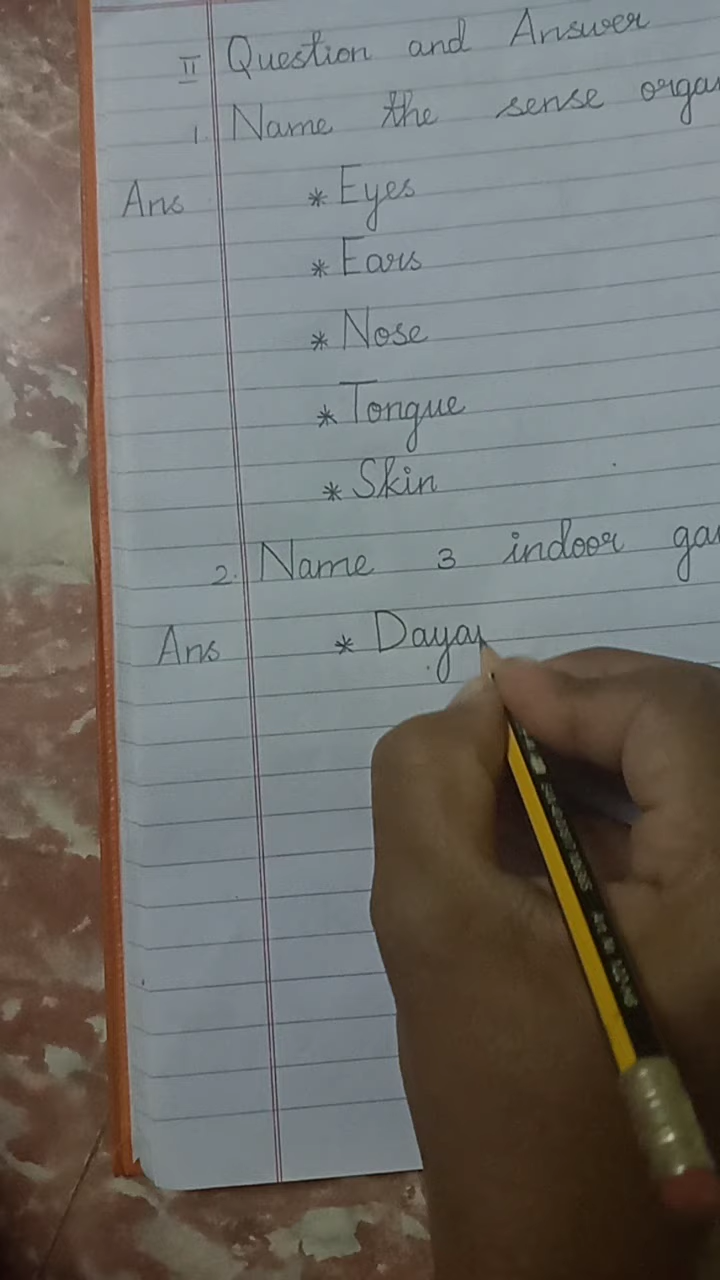 II Question and Answer
1. Name the sense orga
Ans * Eyes
* Ears
* Nose
* Tongue
* Skin
2. Name 3 indoor ga
Ans * Daya